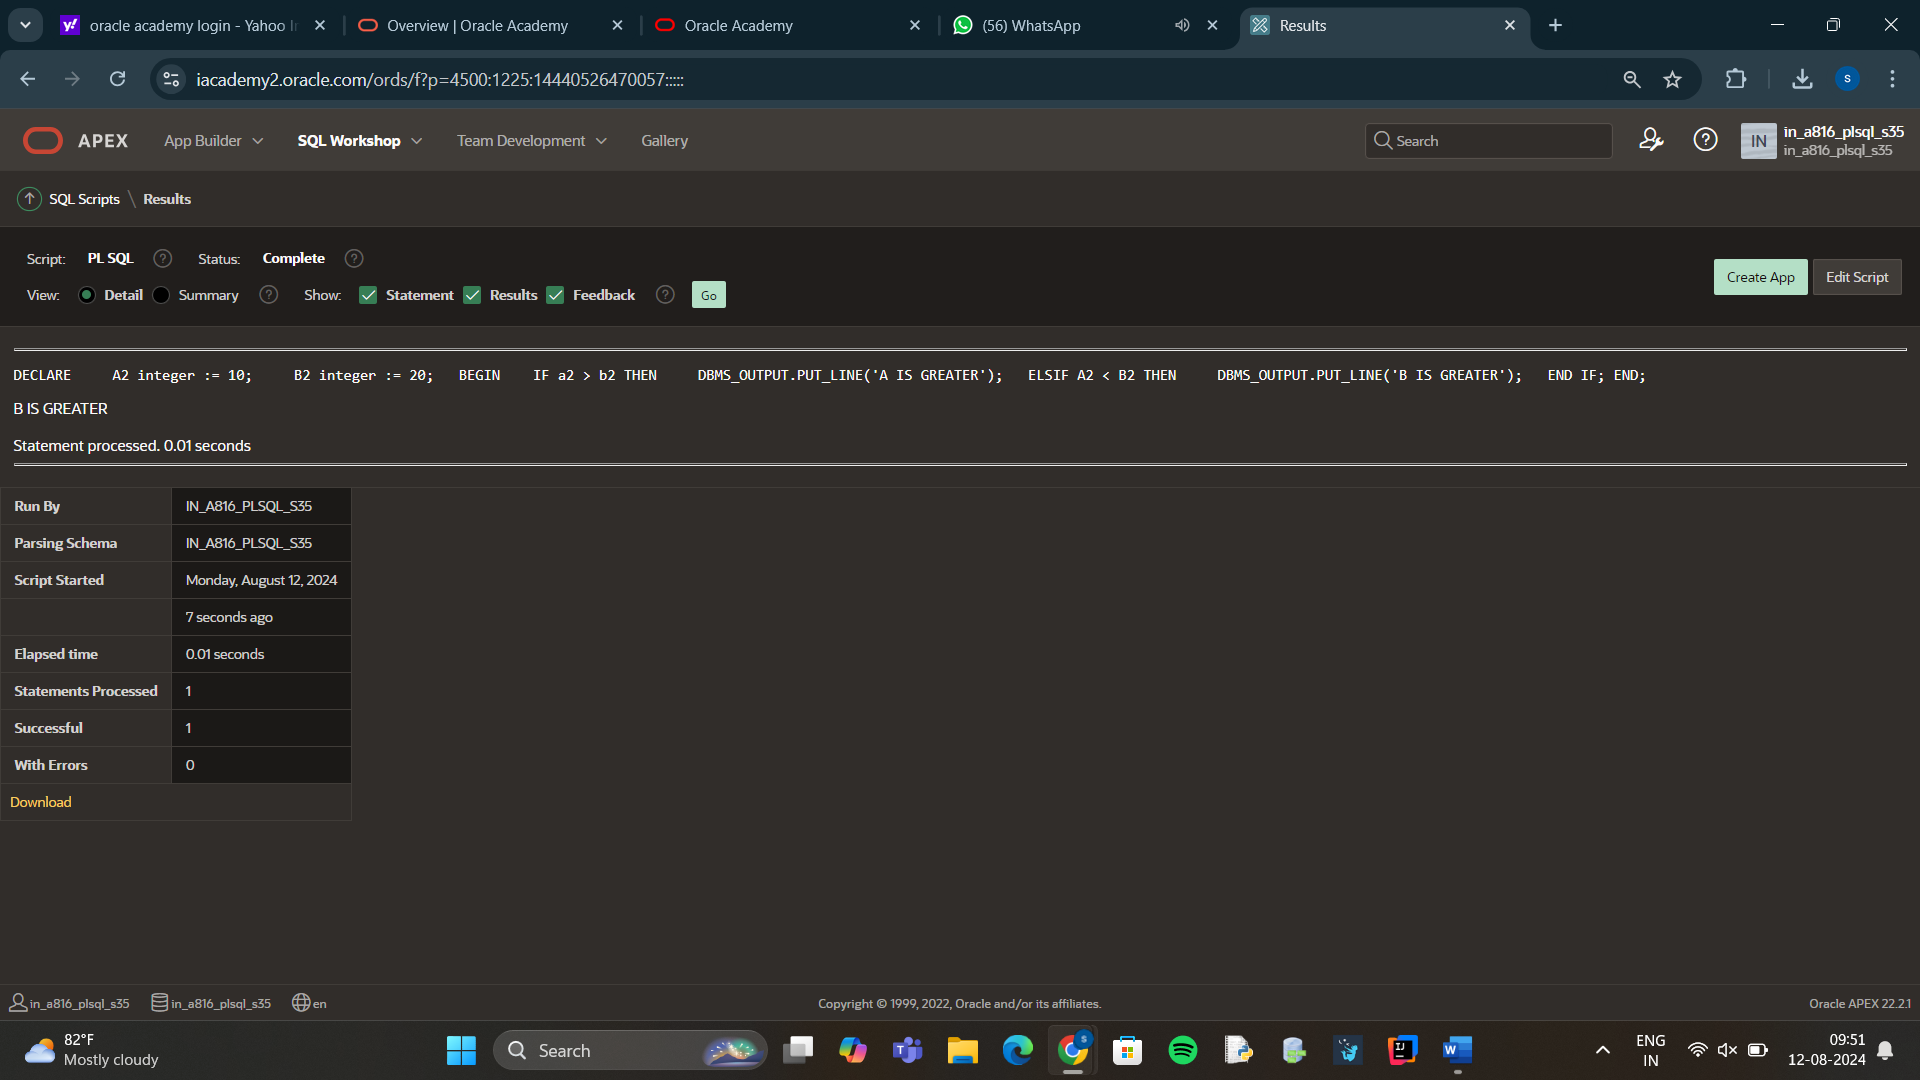 oracle academy login - Yahoo I
Overview | Oracle Academy
Oracle Academy
(56) WhatsApp
Results
iacademy2.oracle.com/ords/f?p=4500:1225:14440526470057:::::
S
APEX
App Builder
SQL Workshop
Team Development
Gallery
Search
IN
in_a816_plsql_s35
in_a816_plsql_s35
SQL Scripts \ Results
Script: PL SQL ? Status: Complete ?
View: Detail Summary ? Show: Statement Results Feedback ? Go
Create App
Edit Script
DECLARE A2 integer := 10; B2 integer := 20; BEGIN IF a2 > b2 THEN DBMS_OUTPUT.PUT_LINE('A IS GREATER'); ELSIF A2 < B2 THEN DBMS_OUTPUT.PUT_LINE('B IS GREATER'); END IF; END;
B IS GREATER
Statement processed. 0.01 seconds
Run By IN_A816_PLSQL_S35
Parsing Schema IN_A816_PLSQL_S35
Script Started Monday, August 12, 2024
7 seconds ago
Elapsed time 0.01 seconds
Statements Processed 1
Successful 1
With Errors 0
Download
in_a816_plsql_s35 in_a816_plsql_s35 en
Copyright © 1999, 2022, Oracle and/or its affiliates.
Oracle APEX 22.2.1
82°F
Mostly cloudy
Search
ENG
IN
09:51
12-08-2024